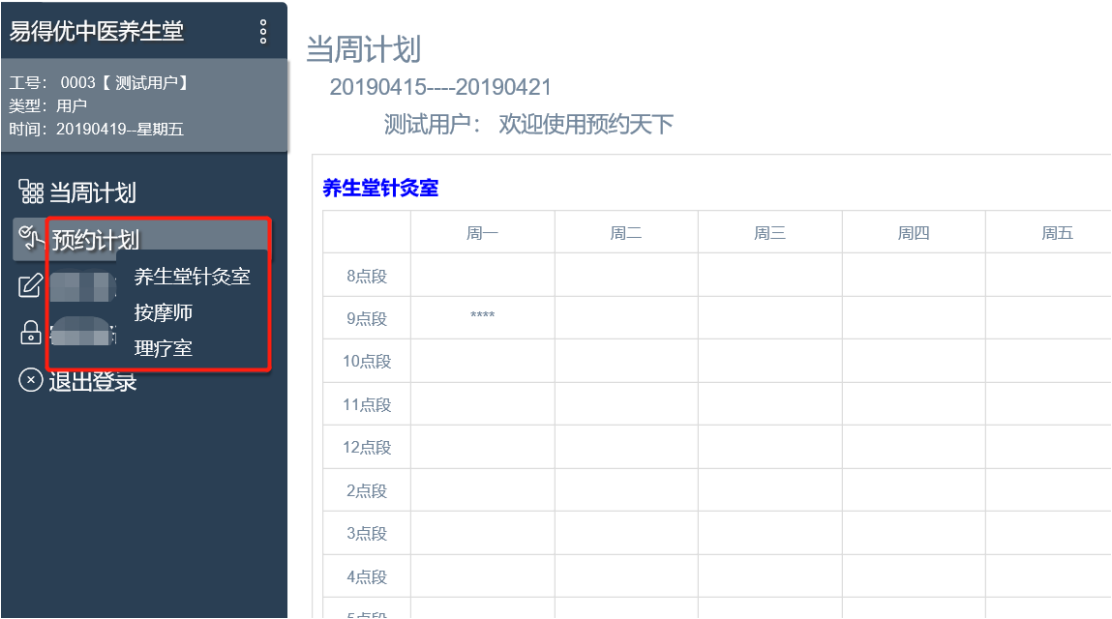 易得优中医养生堂
工号： 0003【 测试用户】
类型：用户
时间：20190419--星期五
当周计划
预约计划
养生堂针灸室
按摩师
理疗室
退出登录
当周计划
20190415----20190421
测试用户： 欢迎使用预约天下
养生堂针灸室
周一 周二 周三 周四 周五
8点段
9点段 ****
10点段
11点段
12点段
2点段
3点段
4点段
5点段